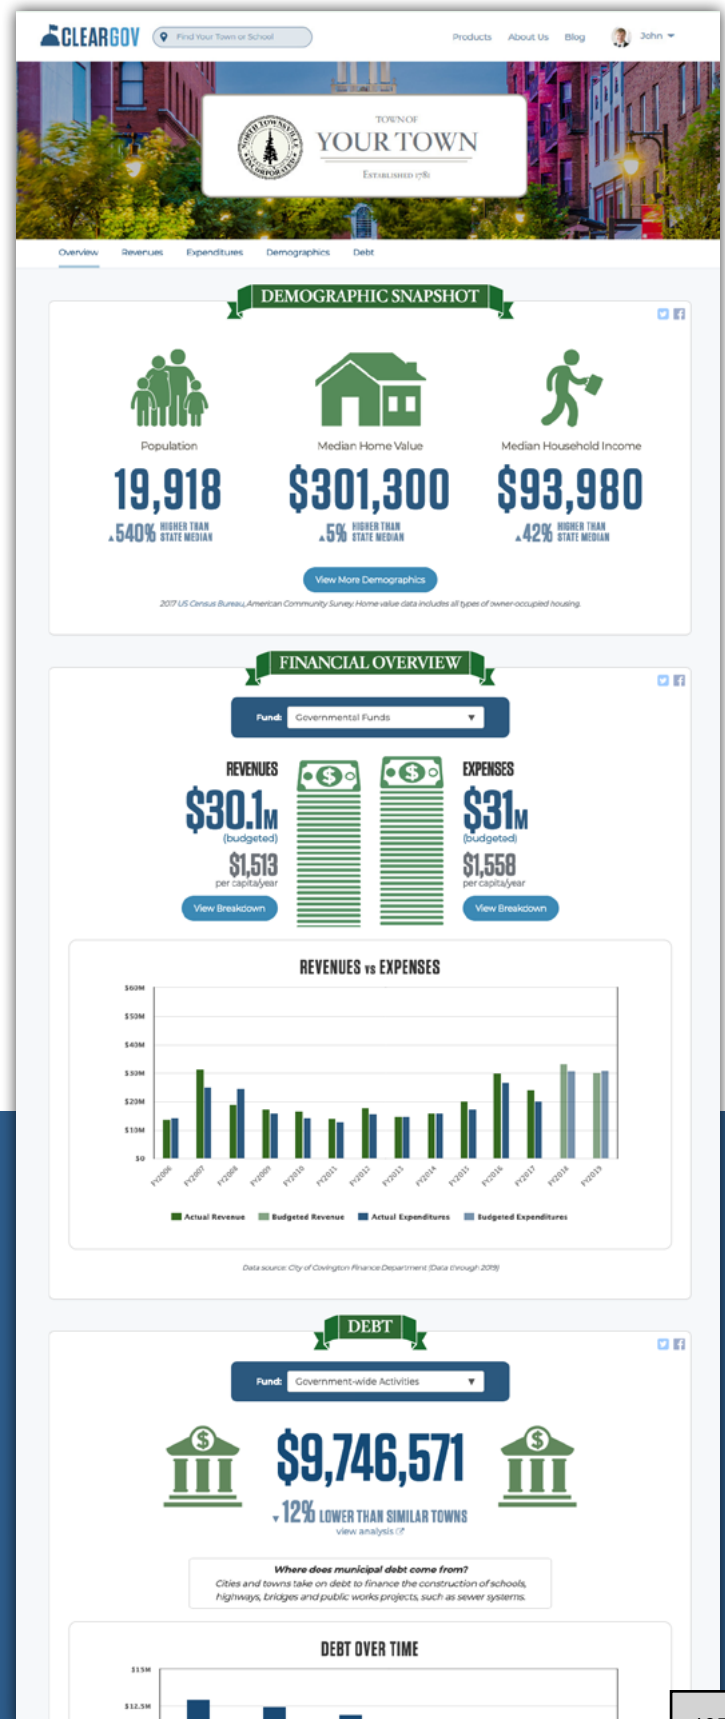 CLEARGOV
Find Your Town or School
Products About Us Blog John
NORTH TOWNSVILLE
INCORPORATED
TOWN OF
YOUR TOWN
ESTABLISHED 1781
Overview Revenues Expenditures Demographics Debt
DEMOGRAPHIC SNAPSHOT
Population Median Home Value Median Household Income
19,918 $301,300 $93,980
540% HIGHER THAN STATE MEDIAN 5% HIGHER THAN STATE MEDIAN 42% HIGHER THAN STATE MEDIAN
View More Demographics
2017 US Census Bureau, American Community Survey. Home value data includes all types of owner-occupied housing.
FINANCIAL OVERVIEW
Fund: Governmental Funds
REVENUES
$30.1M
(budgeted)
$1,513
per capita/year
View Breakdown
EXPENSES
$31M
(budgeted)
$1,558
per capita/year
View Breakdown
REVENUES vs EXPENSES
$60M
$50M
$40M
$30M
$20M
$10M
$0
FY2006 FY2007 FY2008 FY2009 FY2010 FY2011 FY2012 FY2013 FY2014 FY2015 FY2016 FY2017 FY2018 FY2019
Actual Revenue Budgeted Revenue Actual Expenditures Budgeted Expenditures
Data source: City of Covington Finance Department (Data through 2019)
DEBT
Fund: Government-wide Activities
$9,746,571
12% LOWER THAN SIMILAR TOWNS
view analysis
Where does municipal debt come from?
Cities and towns take on debt to finance the construction of schools,
highways, bridges and public works projects, such as sewer systems.
DEBT OVER TIME
$15M
$12.5M